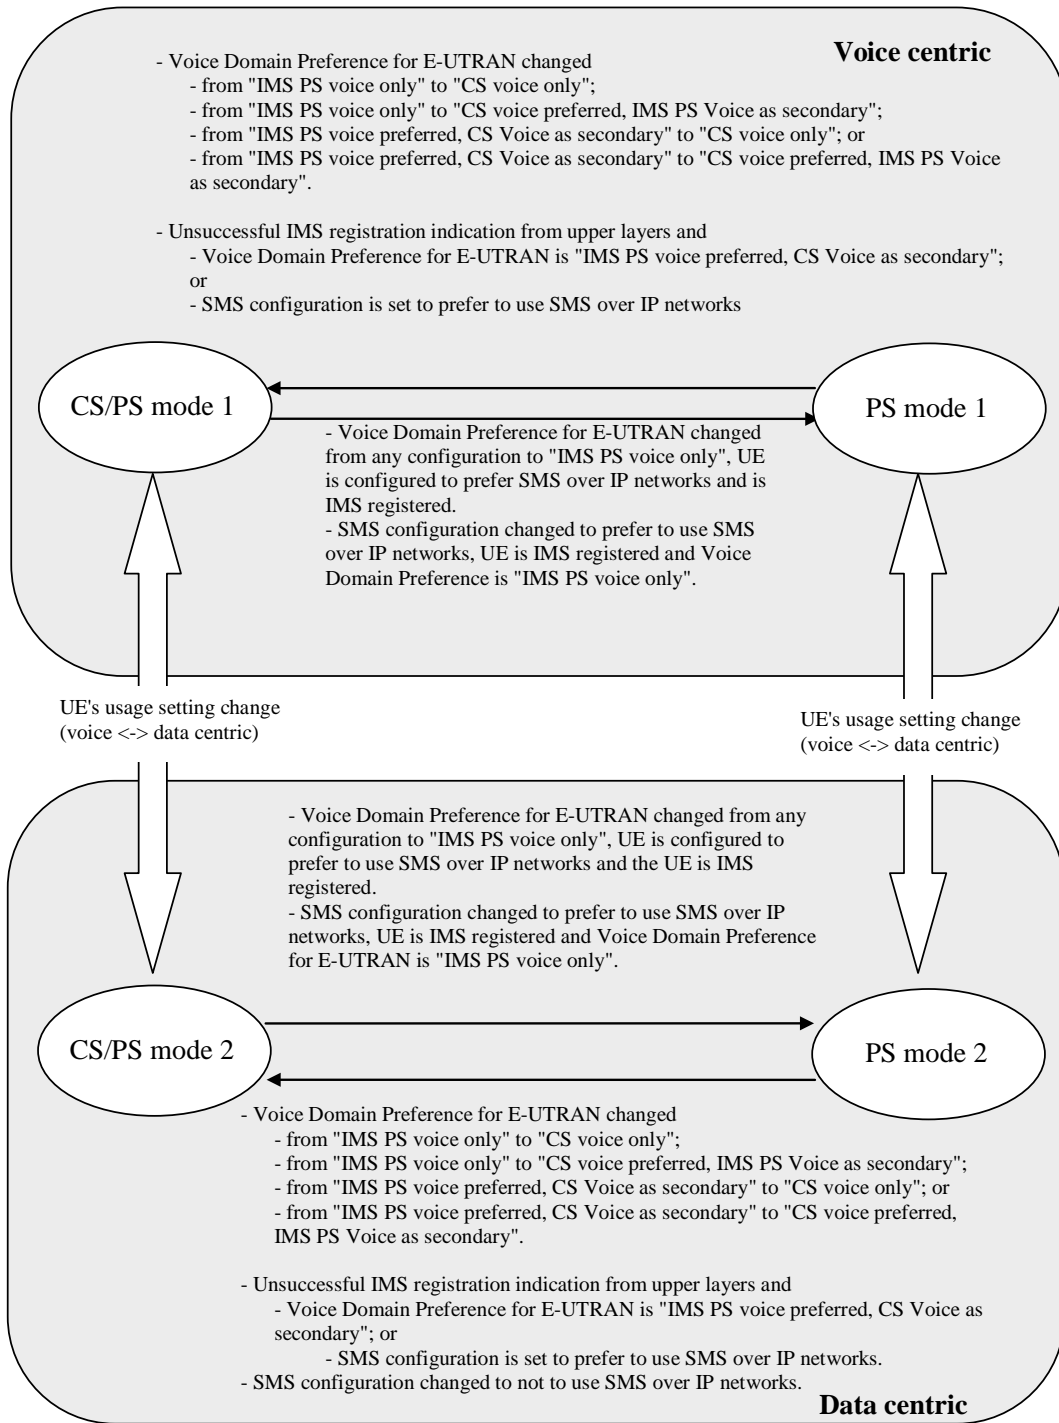 Voice centric
- Voice Domain Preference for E-UTRAN changed
- from "IMS PS voice only" to "CS voice only";
- from "IMS PS voice only" to "CS voice preferred, IMS PS Voice as secondary";
- from "IMS PS voice preferred, CS Voice as secondary" to "CS voice only"; or
- from "IMS PS voice preferred, CS Voice as secondary" to "CS voice preferred, IMS PS Voice
as secondary".
- Unsuccessful IMS registration indication from upper layers and
- Voice Domain Preference for E-UTRAN is "IMS PS voice preferred, CS Voice as secondary";
or
- SMS configuration is set to prefer to use SMS over IP networks
CS/PS mode 1
PS mode 1
- Voice Domain Preference for E-UTRAN changed
from any configuration to "IMS PS voice only", UE
is configured to prefer SMS over IP networks and is
IMS registered.
- SMS configuration changed to prefer to use SMS
over IP networks, UE is IMS registered and Voice
Domain Preference is "IMS PS voice only".
UE's usage setting change
(voice <-> data centric)
UE's usage setting change
(voice <-> data centric)
- Voice Domain Preference for E-UTRAN changed from any
configuration to "IMS PS voice only", UE is configured to
prefer to use SMS over IP networks and the UE is IMS
registered.
- SMS configuration changed to prefer to use SMS over IP
networks, UE is IMS registered and Voice Domain Preference
for E-UTRAN is "IMS PS voice only".
CS/PS mode 2
PS mode 2
- Voice Domain Preference for E-UTRAN changed
- from "IMS PS voice only" to "CS voice only";
- from "IMS PS voice only" to "CS voice preferred, IMS PS Voice as secondary";
- from "IMS PS voice preferred, CS Voice as secondary" to "CS voice only"; or
- from "IMS PS voice preferred, CS Voice as secondary" to "CS voice preferred,
IMS PS Voice as secondary".
- Unsuccessful IMS registration indication from upper layers and
- Voice Domain Preference for E-UTRAN is "IMS PS voice preferred, CS Voice as
secondary"; or
- SMS configuration is set to prefer to use SMS over IP networks.
- SMS configuration changed to not to use SMS over IP networks.
Data centric